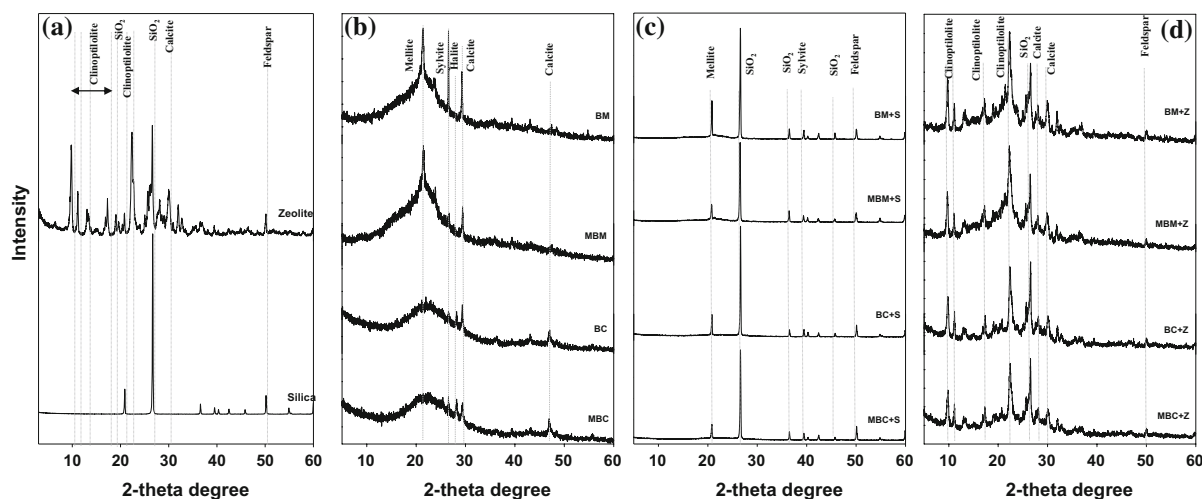 (a)
Clinoptilolite
SiO2
Clinoptilolite
SiO2
Calcite
Feldspar
Zeolite
Silica
Intensity
10 20 30 40 50 60
2-theta degree
(b)
Mellite
Sylvite
Halite
Calcite
Calcite
BM
MBM
BC
MBC
10 20 30 40 50 60
2-theta degree
(c)
Mellite
SiO2
SiO2
Sylvite
SiO2
Feldspar
BM+S
MBM+S
BC+S
MBC+S
10 20 30 40 50 60
2-theta degree
(d)
Clinoptilolite
Clinoptilolite
Clinoptilolite
SiO2
Calcite
Calcite
Feldspar
BM+Z
MBM+Z
BC+Z
MBC+Z
10 20 30 40 50 60
2-theta degree